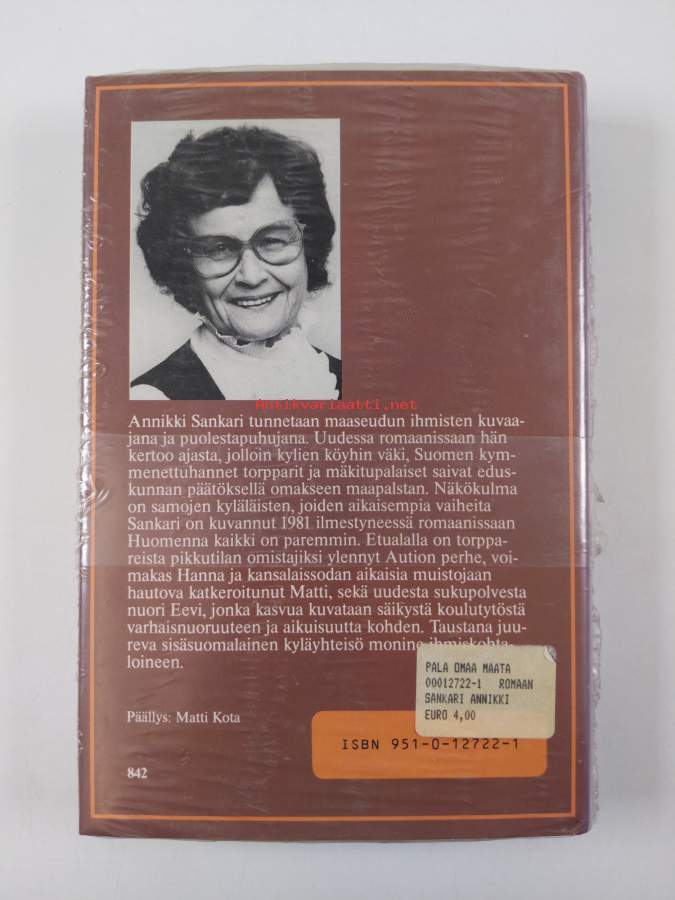 Antikvariaatti.net
Annikki Sankari tunnetaan maaseudun ihmisten kuvaa-
jana ja puolestapuhujana. Uudessa romaanissaan hän
kertoo ajasta, jolloin kylien köyhin väki, Suomen kym-
menettuhannet torpparit ja mäkitupalaiset saivat edus-
kunnan päätöksellä omakseen maapalstan. Näkökulma
on samojen kyläläisten, joiden aikaisempia vaiheita
Sankari on kuvannut 1981 ilmestyneessä romaanissaan
Huomenna kaikki on paremmin. Etualalla on torppa-
reista pikkutilan omistajiksi ylennyt Aution perhe, voi-
makas Hanna ja kansalaissodan aikaisia muistojaan
hautova katkeroitunut Matti, sekä uudesta sukupolvesta
nuori Eevi, jonka kasvua kuvataan säikystä koulutytöstä
varhaisnuoruuteen ja aikuisuutta kohden. Taustana juu-
reva sisäsuomalainen kyläyhteisö monine ihmiskohta-
loineen.
PALA OMAA MAATA
00012722-1 ROMAAN
SANKARI ANNIKKI
EURO 4,00
Päällys: Matti Kota
ISBN 951-0-12722-1
842